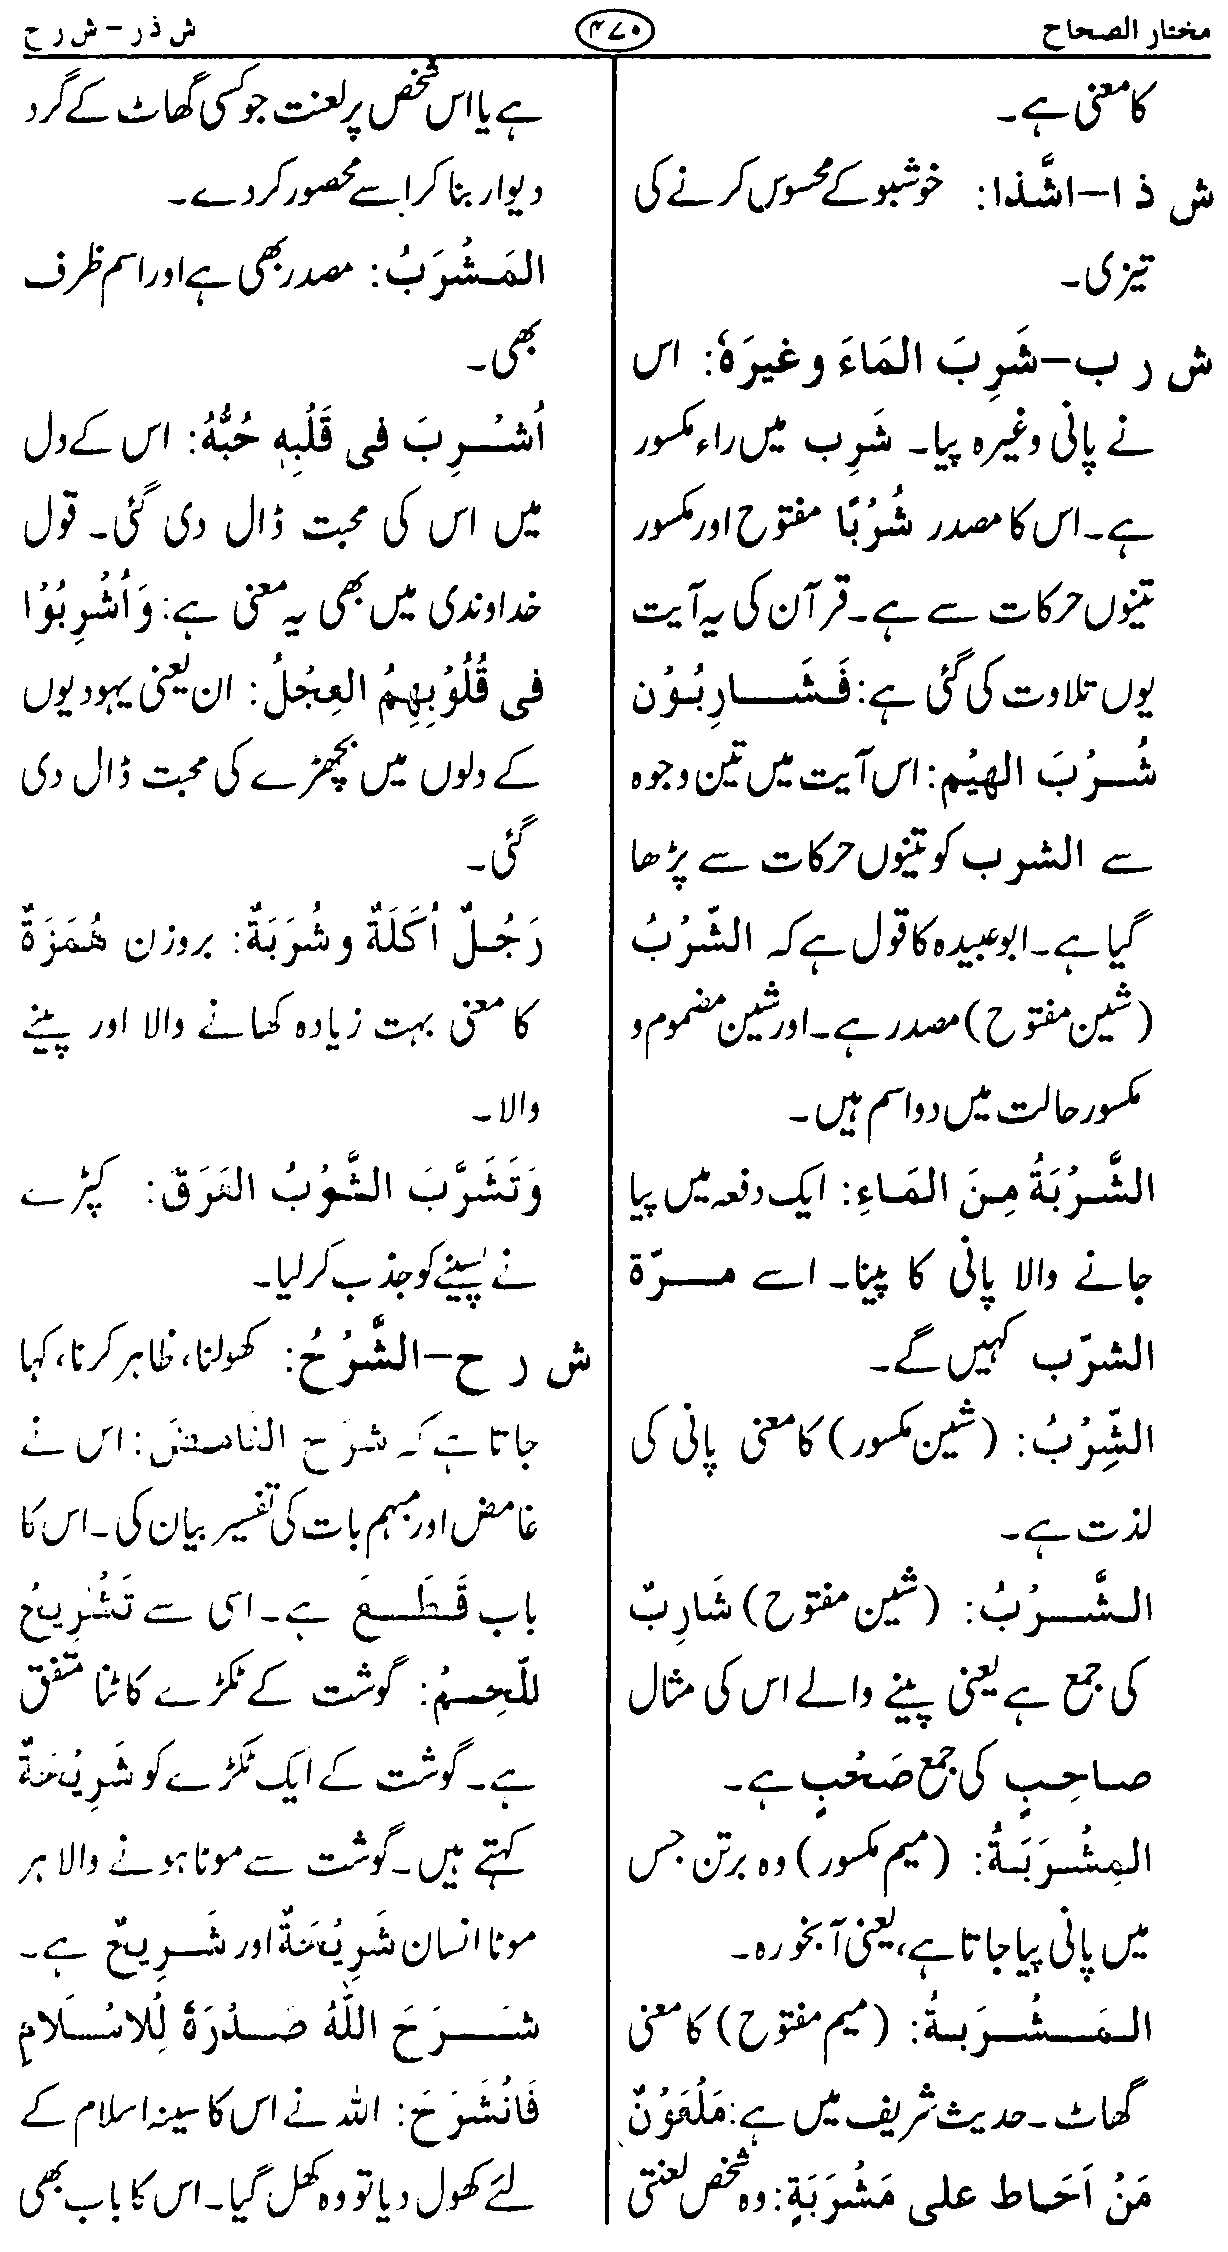 مختار الصحاح
۴۷۰
ش ذ ر – ش ر ح
کا معنی ہے۔
ش ذ ا – اشَّذا: خوشبو کے محسوس کرنے کی
تیزی۔
ش ر ب – شَرِبَ المَاءَ وغیرَہٗ: اس
نے پانی وغیرہ پیا۔ شَرِب میں راء مکسور
ہے۔ اس کا مصدر شُرْبًا مفتوح اور مکسور
تینوں حرکات سے ہے۔ قرآن کی یہ آیت
یوں تلاوت کی گئی ہے: فَشَارِبُوْن
شُرْبَ الهِیْم: اس آیت میں تین وجوہ
سے الشرب کو تینوں حرکات سے پڑھا
گیا ہے۔ ابو عبیدہ کا قول ہے کہ الشَّرْبُ
(شین مفتوح) مصدر ہے۔ اور شین مضموم و
مکسور حالت میں دو اسم ہیں۔
الشَّرْبَةُ مِنَ المَاءِ: ایک دفعہ میں پیا
جانے والا پانی کا پینا۔ اسے مرّة
الشرّب کہیں گے۔
الشِّرْبُ: (شین مکسور) کا معنی پانی کی
لذت ہے۔
الشَّرْبُ: (شین مفتوح) شَارِبٌ
کی جمع ہے یعنی پینے والے اس کی مثال
صاحِبٍ کی جمع صَحْبٍ ہے۔
المِشْرَبَةُ: (میم مکسور) وہ برتن جس
میں پانی پیا جاتا ہے، یعنی آبخورہ۔
المَشْرَبةُ: (میم مفتوح) کا معنی
گھاٹ۔ حدیث شریف میں ہے: مَلْعُوْنٌ
مَنْ اَحَاط علی مَشْرَبَةٍ: وہ شخص لعنتی
ہے یا اس شخص پر لعنت جو کسی گھاٹ کے گرد
دیوار بنا کر اسے محصور کر دے۔
المَشْرَبُ: مصدر بھی ہے اور اسم ظرف
بھی۔
اُشْرِبَ فی قَلْبِهٖ حُبُّهُ: اس کے دل
میں اس کی محبت ڈال دی گئی۔ قول
خداوندی میں بھی یہ معنی ہے: وَاُشْرِبُوْا
فی قُلُوْبِهِمُ العِجْلُ: ان یعنی یہودیوں
کے دلوں میں بچھڑے کی محبت ڈال دی
گئی۔
رَجُلٌ اُکَلَةٌ وشُرَبَةٌ: بروزن هُمَزَةٌ
کا معنی بہت زیادہ کھانے والا اور پینے
والا۔
وَتَشَرَّبَ الثَّوْبُ العَرَقَ: کپڑے
نے پسینے کو جذب کر لیا۔
ش ر ح – الشَّرْحُ: کھولنا، ظاہر کرنا، کہا
جاتا ہے کہ شرَح الغامضَ: اس نے
غامض اور مبہم بات کی تفسیر بیان کی۔ اس کا
باب قَطَعَ ہے۔ اسی سے تَشْرِیحُ
للّحِمُ: گوشت کے ٹکڑے کاٹنا متفق
ہے۔ گوشت کے ایک ٹکڑے کو شَرِیْحَةٌ
کہتے ہیں۔ گوشت سے موٹا ہونے والا ہر
موٹا انسان شَرِیْحَةٌ اور شَرِیحٌ ہے۔
شَرَحَ اللّٰهُ صَدْرَهٗ لِلْاسْلَامِ
فَانْشَرَحَ: اللہ نے اس کا سینہ اسلام کے
لئے کھول دیا تو وہ کھل گیا۔ اس کا باب بھی